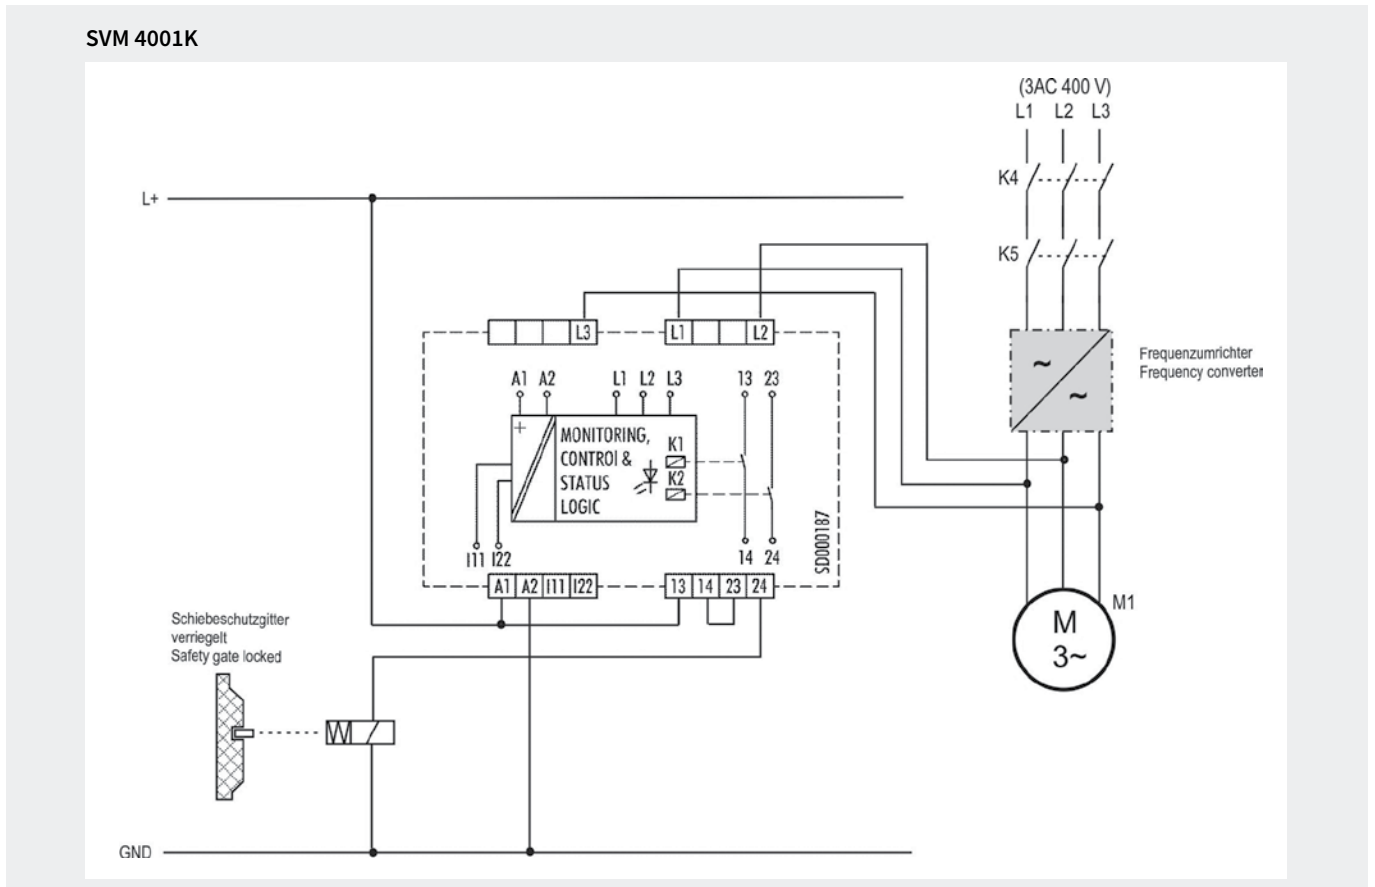 SVM 4001K
(3AC 400 V)
L1 L2 L3
K4
L+
K5
L3 L1 L2
Frequenzumrichter
Frequency converter
A1 A2 L1 L2 L3 13 23
+
MONITORING,
CONTROl &
STATUS
LOGIC
K1
K2
~
~
SD000187
I11 I22 14 24
A1 A2 I11 I22 13 14 23 24
M1
M
3~
Schiebeschutzgitter
verriegelt
Safety gate locked
GND